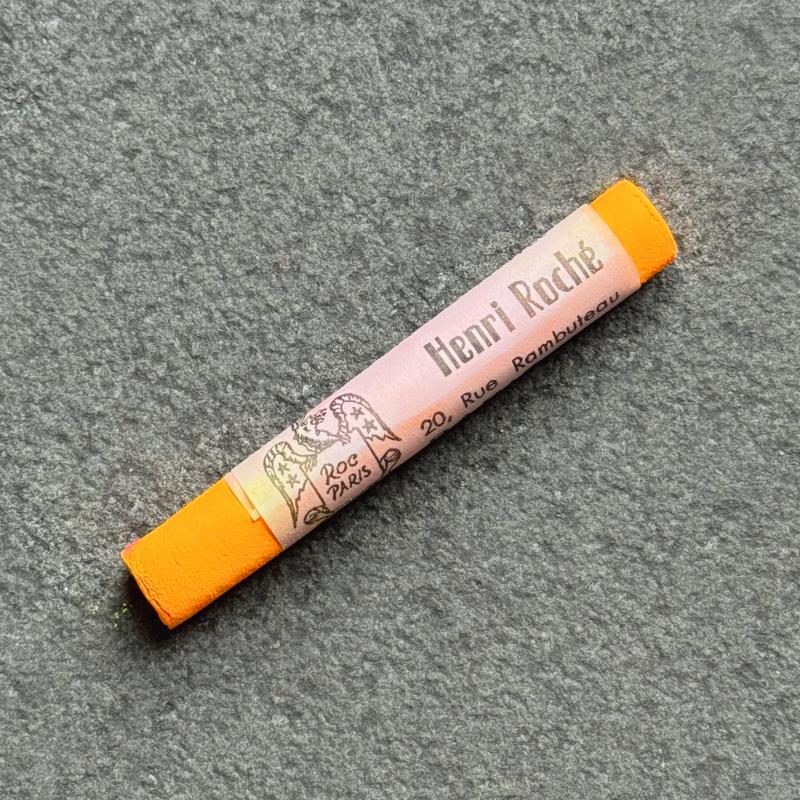 Henri Roché
20, Rue Rambuteau
ROC
PARIS